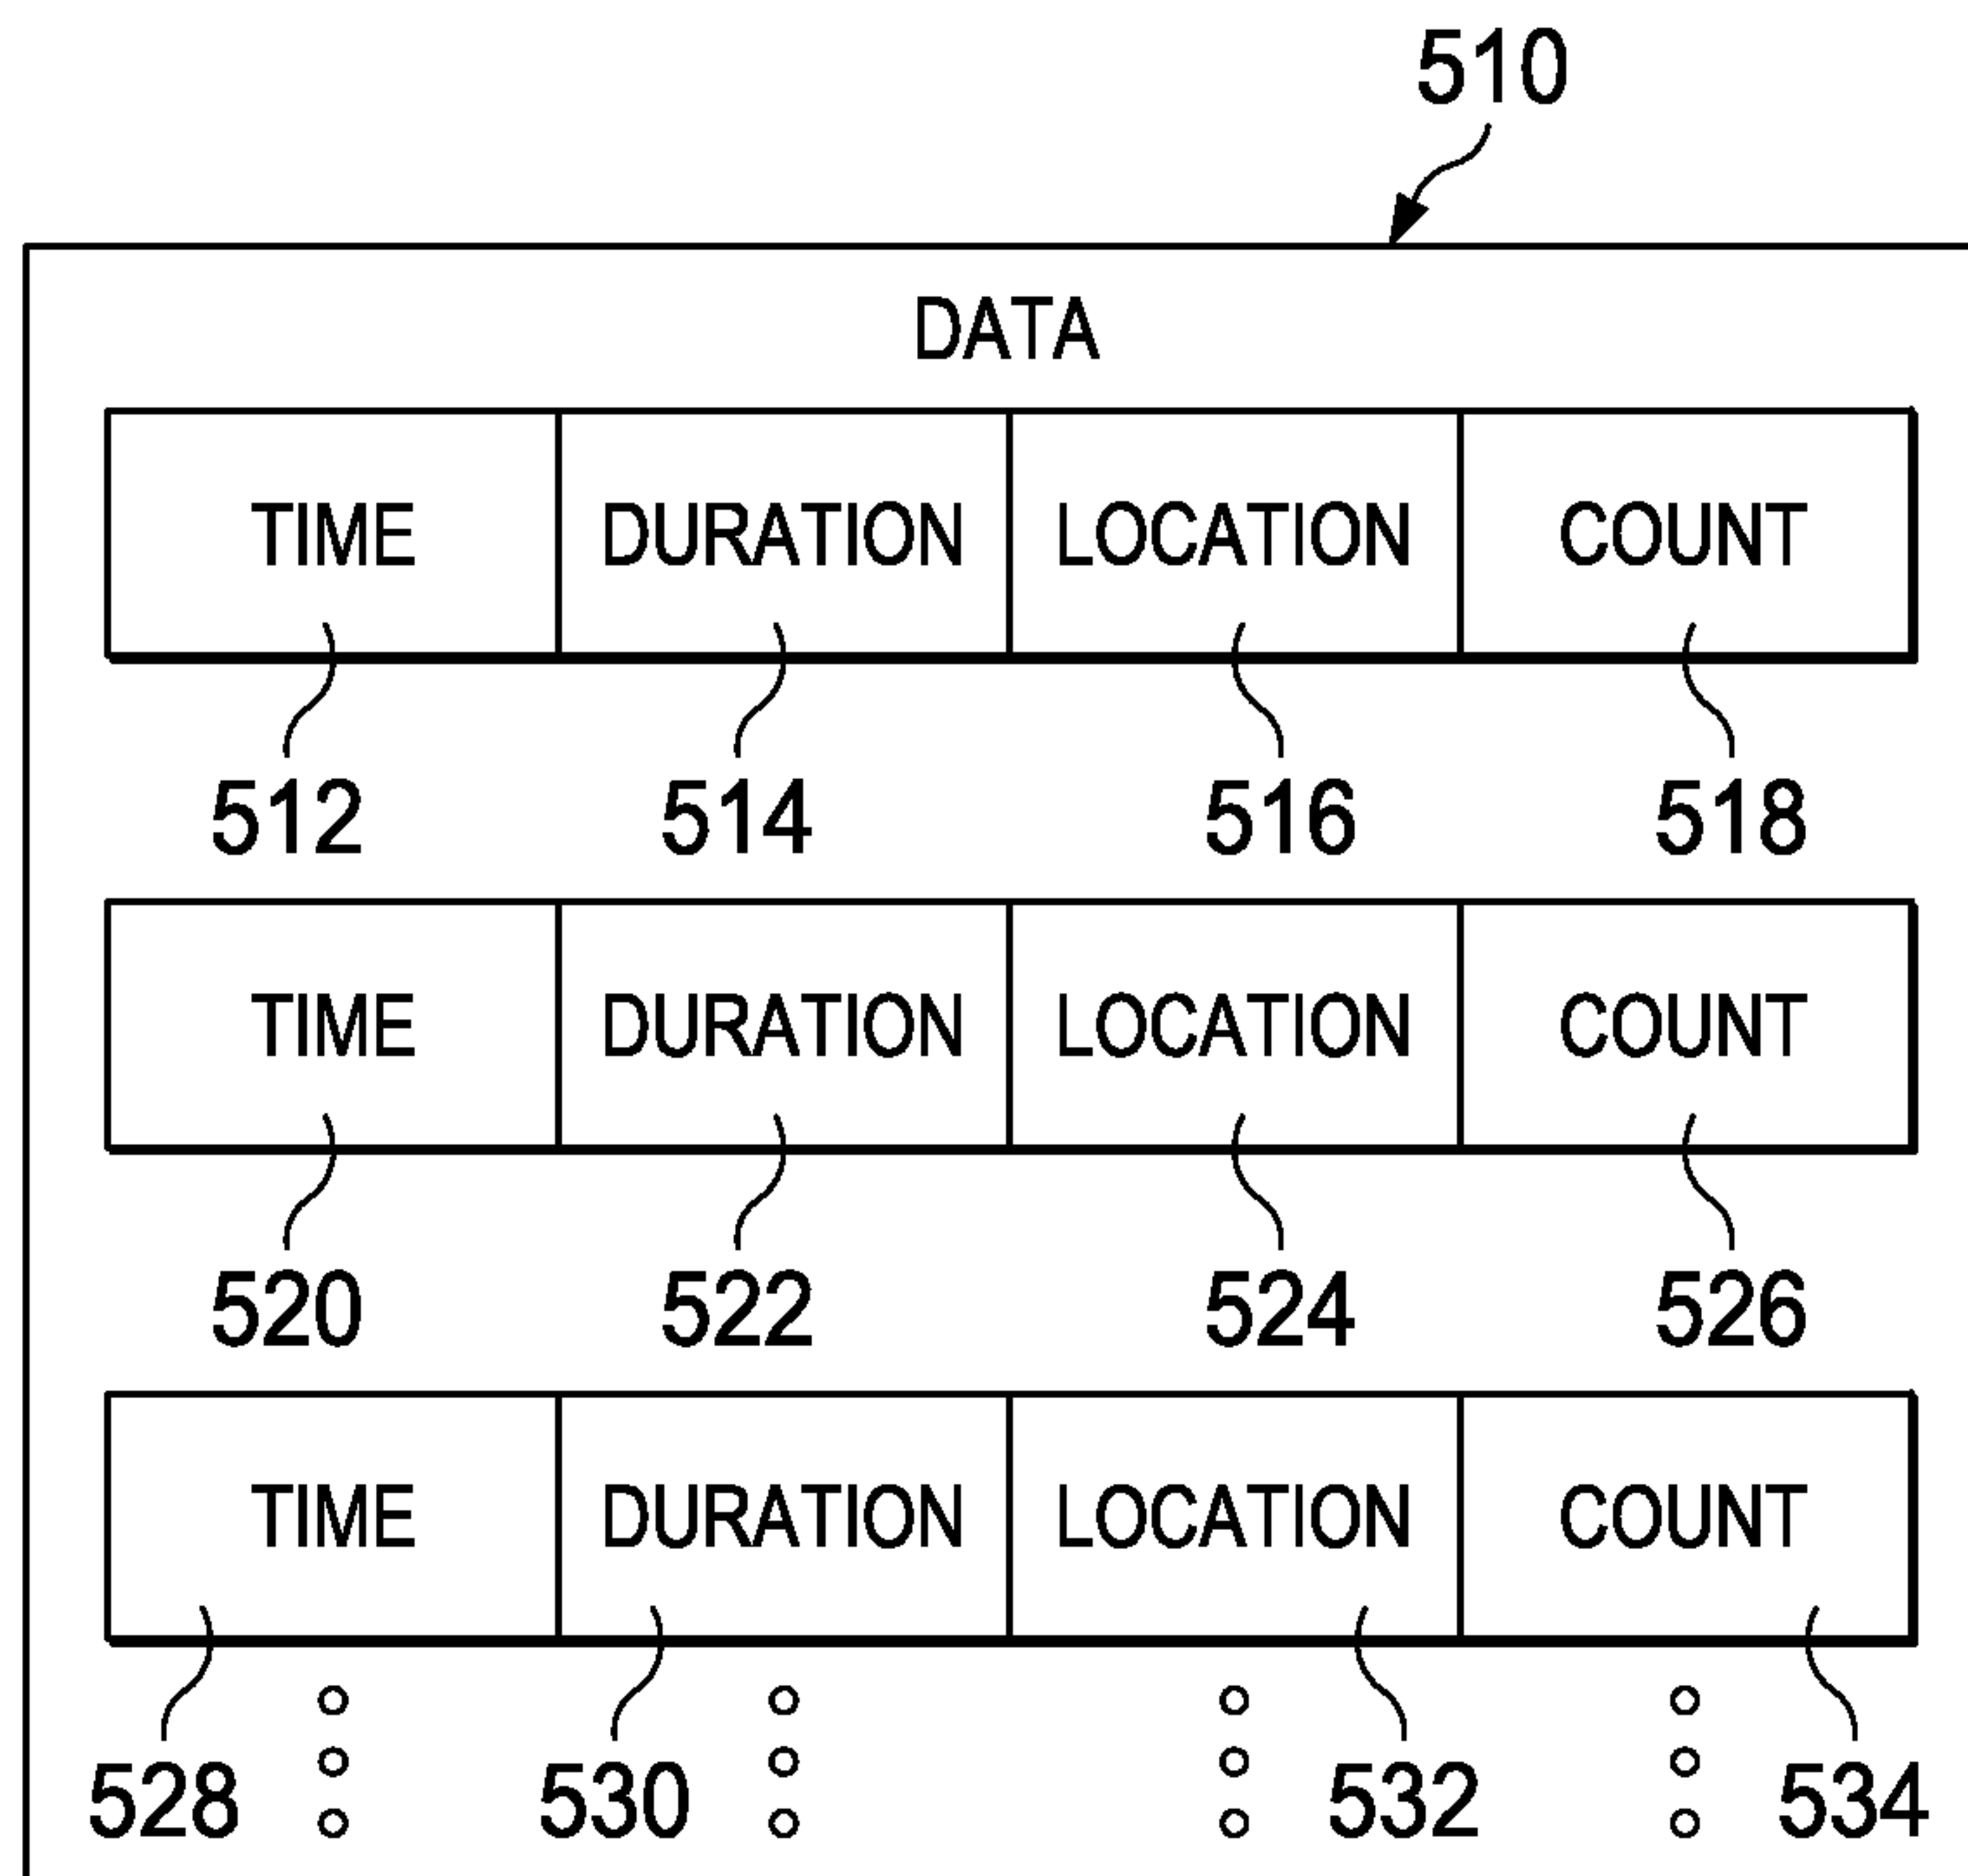 510
DATA
TIME DURATION LOCATION COUNT
512 514 516 518
TIME DURATION LOCATION COUNT
520 522 524 526
TIME DURATION LOCATION COUNT
528 530 532 534